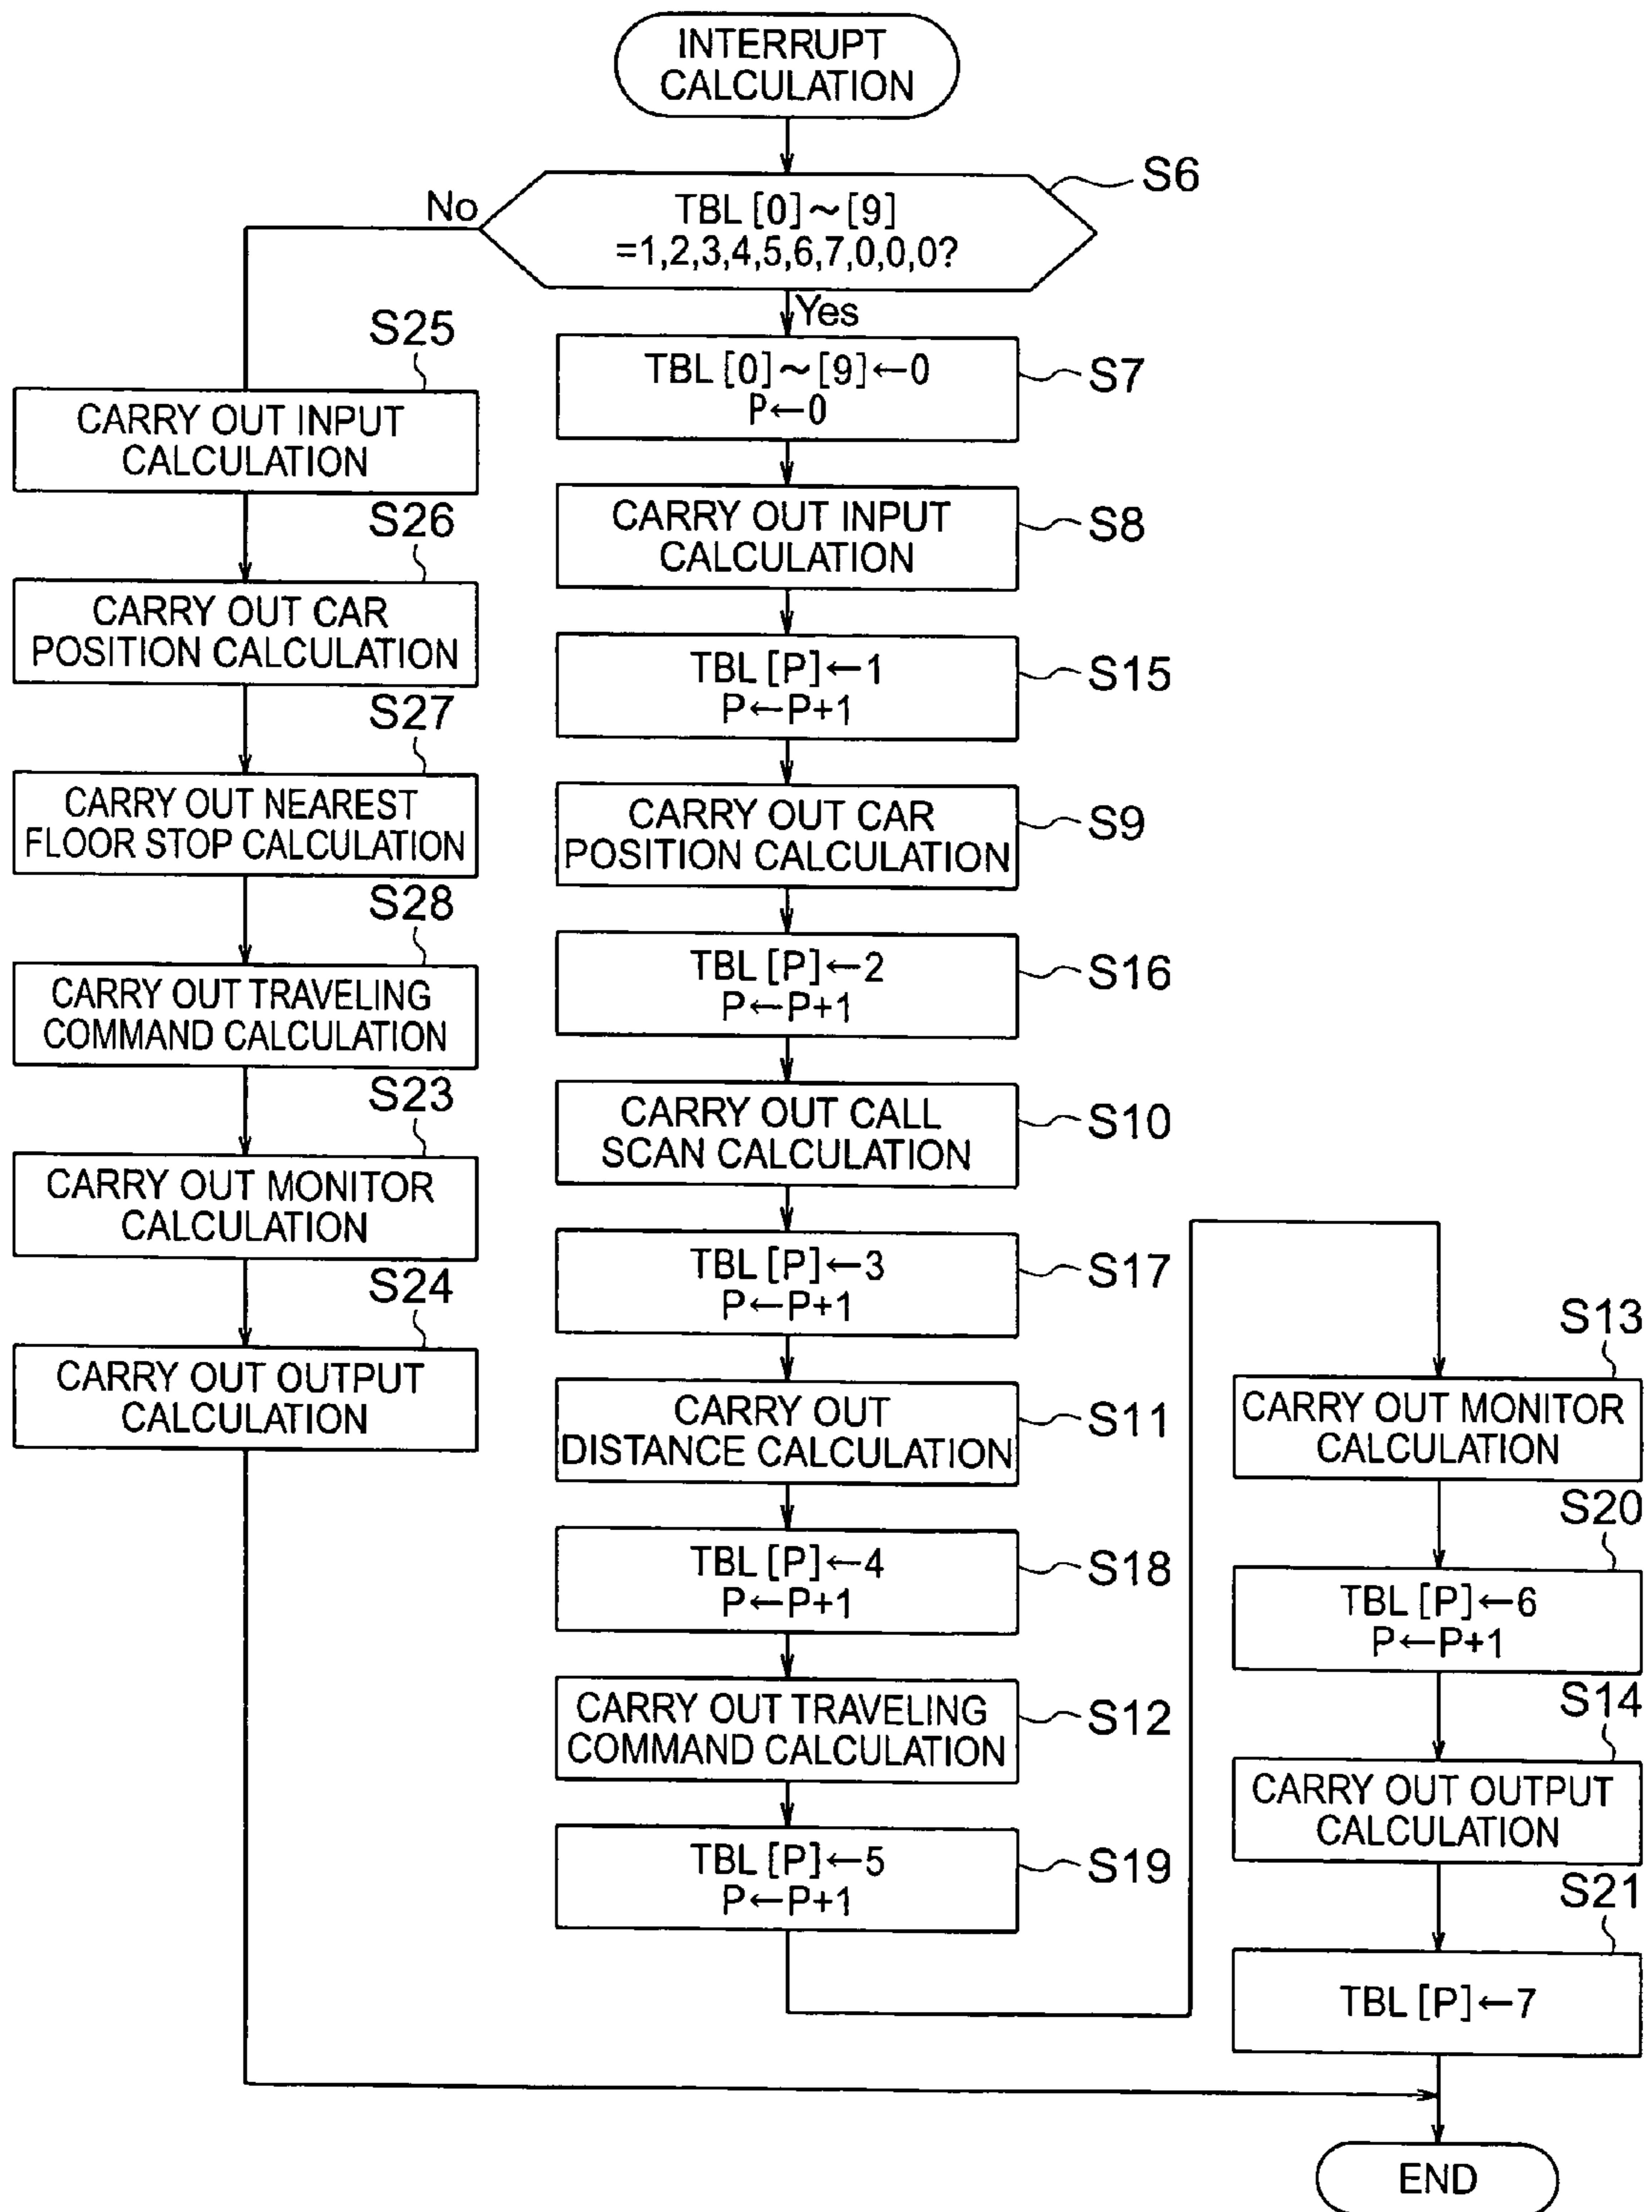 INTERRUPT
CALCULATION
S6
TBL [0] ~ [9]
=1,2,3,4,5,6,7,0,0,0?
No
Yes
S25
CARRY OUT INPUT
CALCULATION
S26
CARRY OUT CAR
POSITION CALCULATION
S27
CARRY OUT NEAREST
FLOOR STOP CALCULATION
S28
CARRY OUT TRAVELING
COMMAND CALCULATION
S23
CARRY OUT MONITOR
CALCULATION
S24
CARRY OUT OUTPUT
CALCULATION
TBL [0] ~ [9]←0
P←0
S7
CARRY OUT INPUT
CALCULATION
S8
TBL [P]←1
P←P+1
S15
CARRY OUT CAR
POSITION CALCULATION
S9
TBL [P]←2
P←P+1
S16
CARRY OUT CALL
SCAN CALCULATION
S10
TBL [P]←3
P←P+1
S17
CARRY OUT
DISTANCE CALCULATION
S11
TBL [P]←4
P←P+1
S18
CARRY OUT TRAVELING
COMMAND CALCULATION
S12
TBL [P]←5
P←P+1
S19
S13
CARRY OUT MONITOR
CALCULATION
S20
TBL [P]←6
P←P+1
S14
CARRY OUT OUTPUT
CALCULATION
S21
TBL [P]←7
END